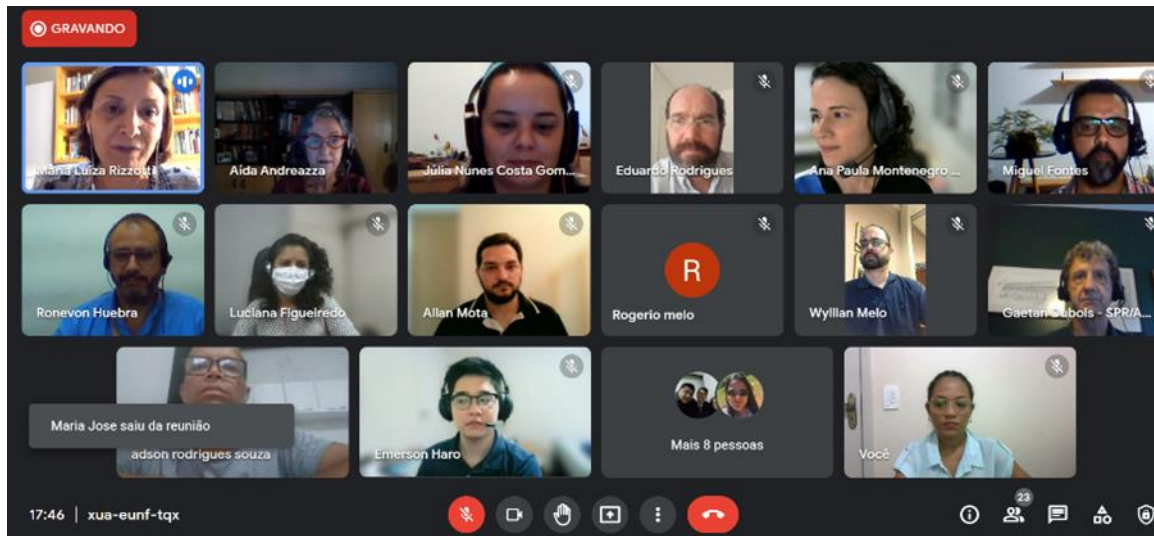 GRAVANDO
Maria Luiza Rizzotti
Aida Andreazza
Júlia Nunes Costa Gom...
Eduardo Rodrigues
Ana Paula Montenegro ...
Miguel Fontes
Ronevon Huebra
Luciana Figueiredo
Allan Mota
R
Rogerio melo
Wyllian Melo
Gaetan Dubois - SPR/A...
Maria Jose saiu da reunião
adson rodrigues souza
Emerson Haro
Mais 8 pessoas
Você
17:46 | xua-eunf-tqx
23